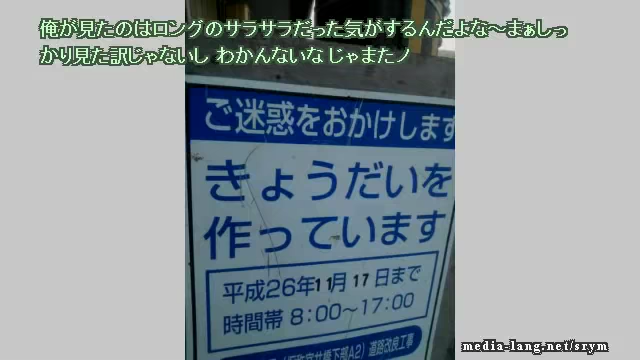 俺が見たのはロングのサラサラだった気がするんだよな～まぁしっ
かり見た訳じゃないし わかんないな じゃまたノ
ご迷惑をおかけします
きょうだいを
作っています
平成26年11月17日まで
時間帯 8:00～17:00
道路改良工事
media-lang.net/srym